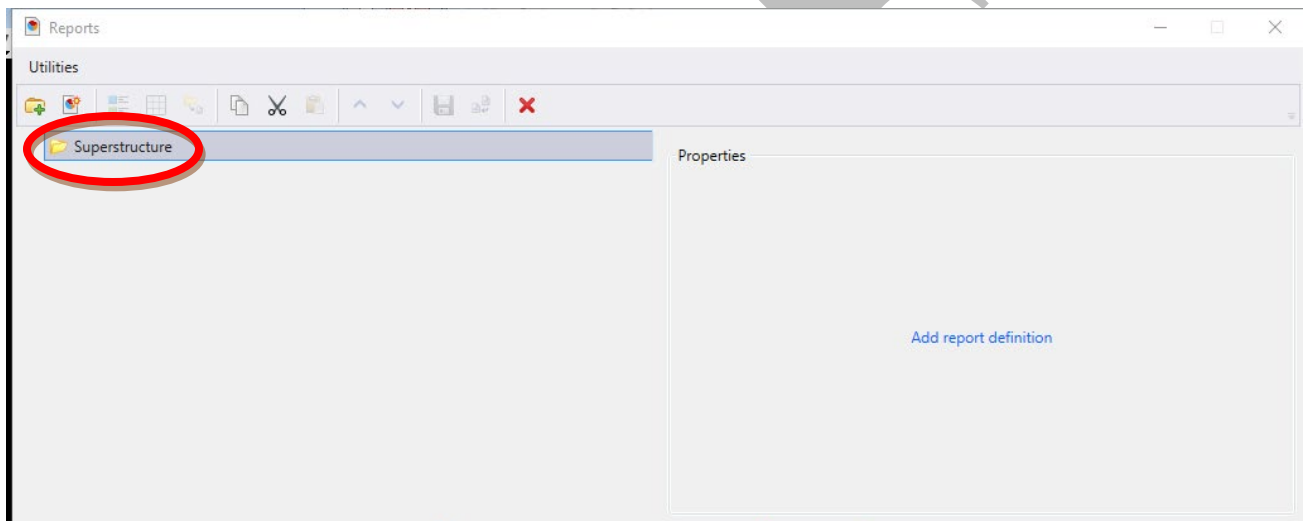 Reports
Utilities
Superstructure
Properties
Add report definition